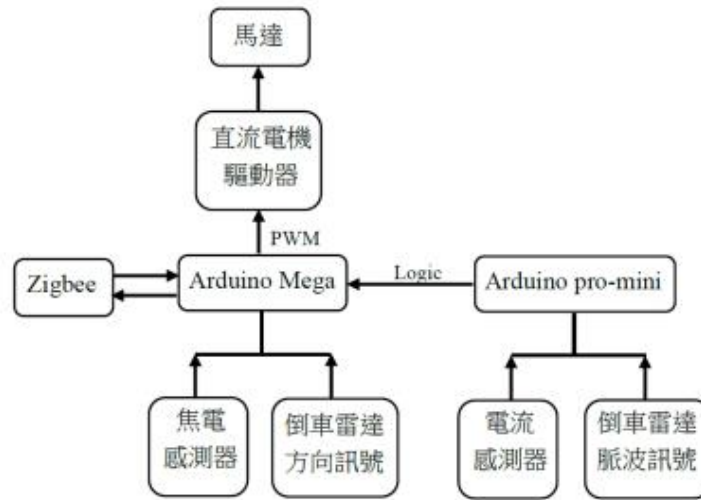 馬達
直流電機
驅動器
PWM
Zigbee
Arduino Mega
Logic
Arduino pro-mini
焦電
感測器
倒車雷達
方向訊號
電流
感測器
倒車雷達
脈波訊號